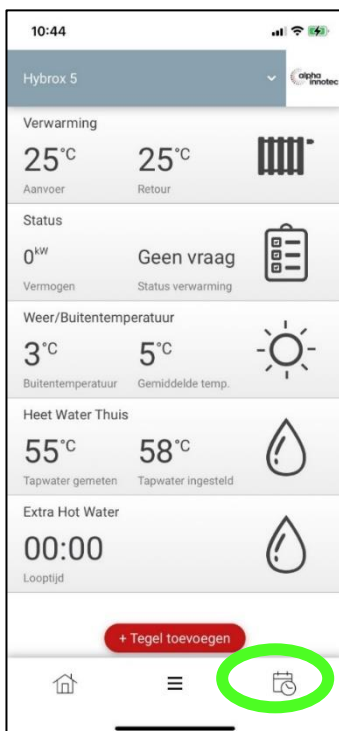 10:44
Hybrox 5
alpha innotec
Verwarming
25°C 25°C
Aanvoer Retour
Status
0kW Geen vraag
Vermogen Status verwarming
Weer/Buitentemperatuur
3°C 5°C
Buitentemperatuur Gemiddelde temp.
Heet Water Thuis
55°C 58°C
Tapwater gemeten Tapwater ingesteld
Extra Hot Water
00:00
Looptijd
+ Tegel toevoegen